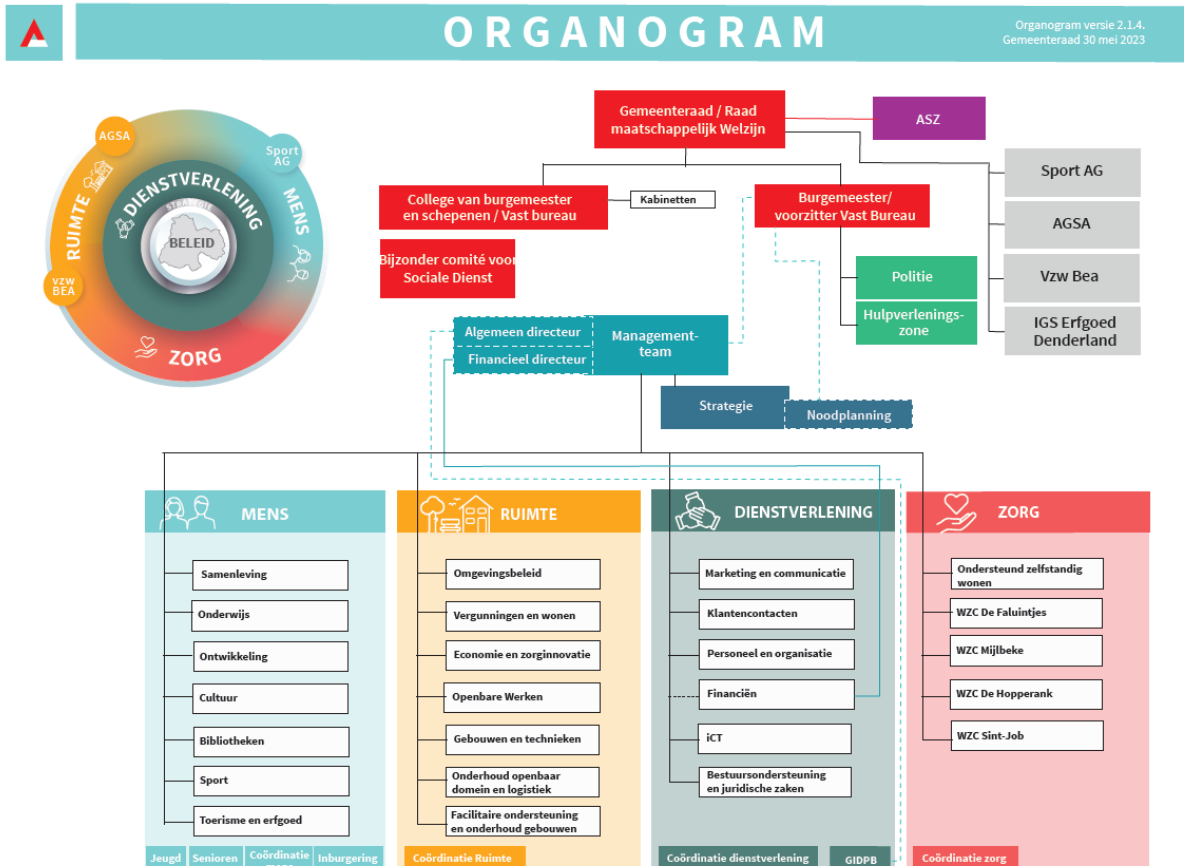 ORGANOGRAM
Organogram versie 2.1.4.
Gemeenteraad 30 mei 2023
AGSA
Sport
AG
VZW
BEA
RUIMTE
DIENSTVERLENING
MENS
STRATEGIE
BELEID
ZORG
Gemeenteraad / Raad
maatschappelijk Welzijn
ASZ
College van burgemeester
en schepenen / Vast bureau
Kabinetten
Burgemeester/
voorzitter Vast Bureau
Bijzonder comité voor
Sociale Dienst
Sport AG
AGSA
Vzw Bea
IGS Erfgoed
Denderland
Politie
Hulpverlenings-
zone
Algemeen directeur
Financieel directeur
Management-
team
Strategie
Noodplanning
MENS
Samenleving
Onderwijs
Ontwikkeling
Cultuur
Bibliotheken
Sport
Toerisme en erfgoed
Jeugd
Senioren
Coördinatie
mens
Inburgering
RUIMTE
Omgevingsbeleid
Vergunningen en wonen
Economie en zorginnovatie
Openbare Werken
Gebouwen en technieken
Onderhoud openbaar
domein en logistiek
Facilitaire ondersteuning
en onderhoud gebouwen
Coördinatie Ruimte
DIENSTVERLENING
Marketing en communicatie
Klantencontacten
Personeel en organisatie
Financiën
iCT
Bestuursondersteuning
en juridische zaken
Coördinatie dienstverlening
GIDPB
ZORG
Ondersteund zelfstandig
wonen
WZC De Faluintjes
WZC Mijlbeke
WZC De Hopperank
WZC Sint-Job
Coördinatie zorg